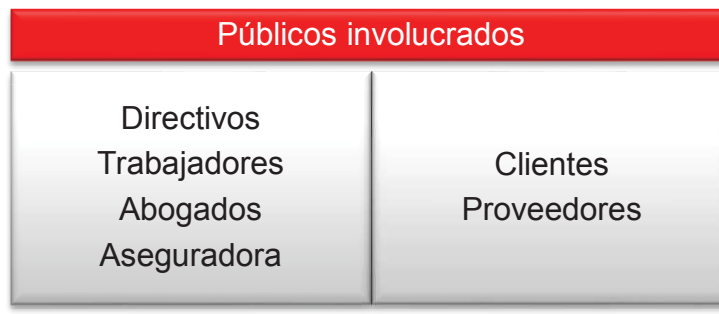 Públicos involucrados
Directivos
Trabajadores
Abogados
Aseguradora
Clientes
Proveedores